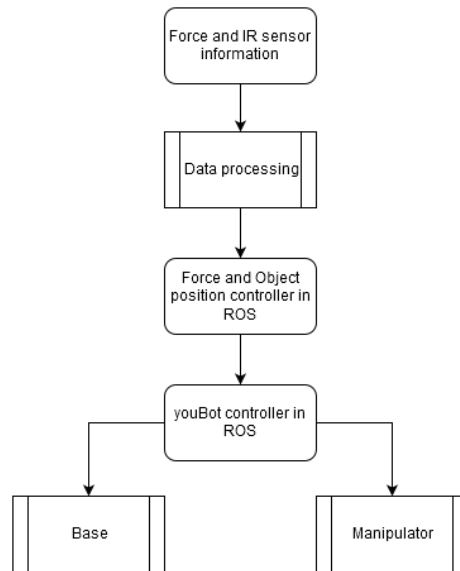 Force and IR sensor
information
Data processing
Force and Object
position controller in
ROS
youBot controller in
ROS
Base
Manipulator